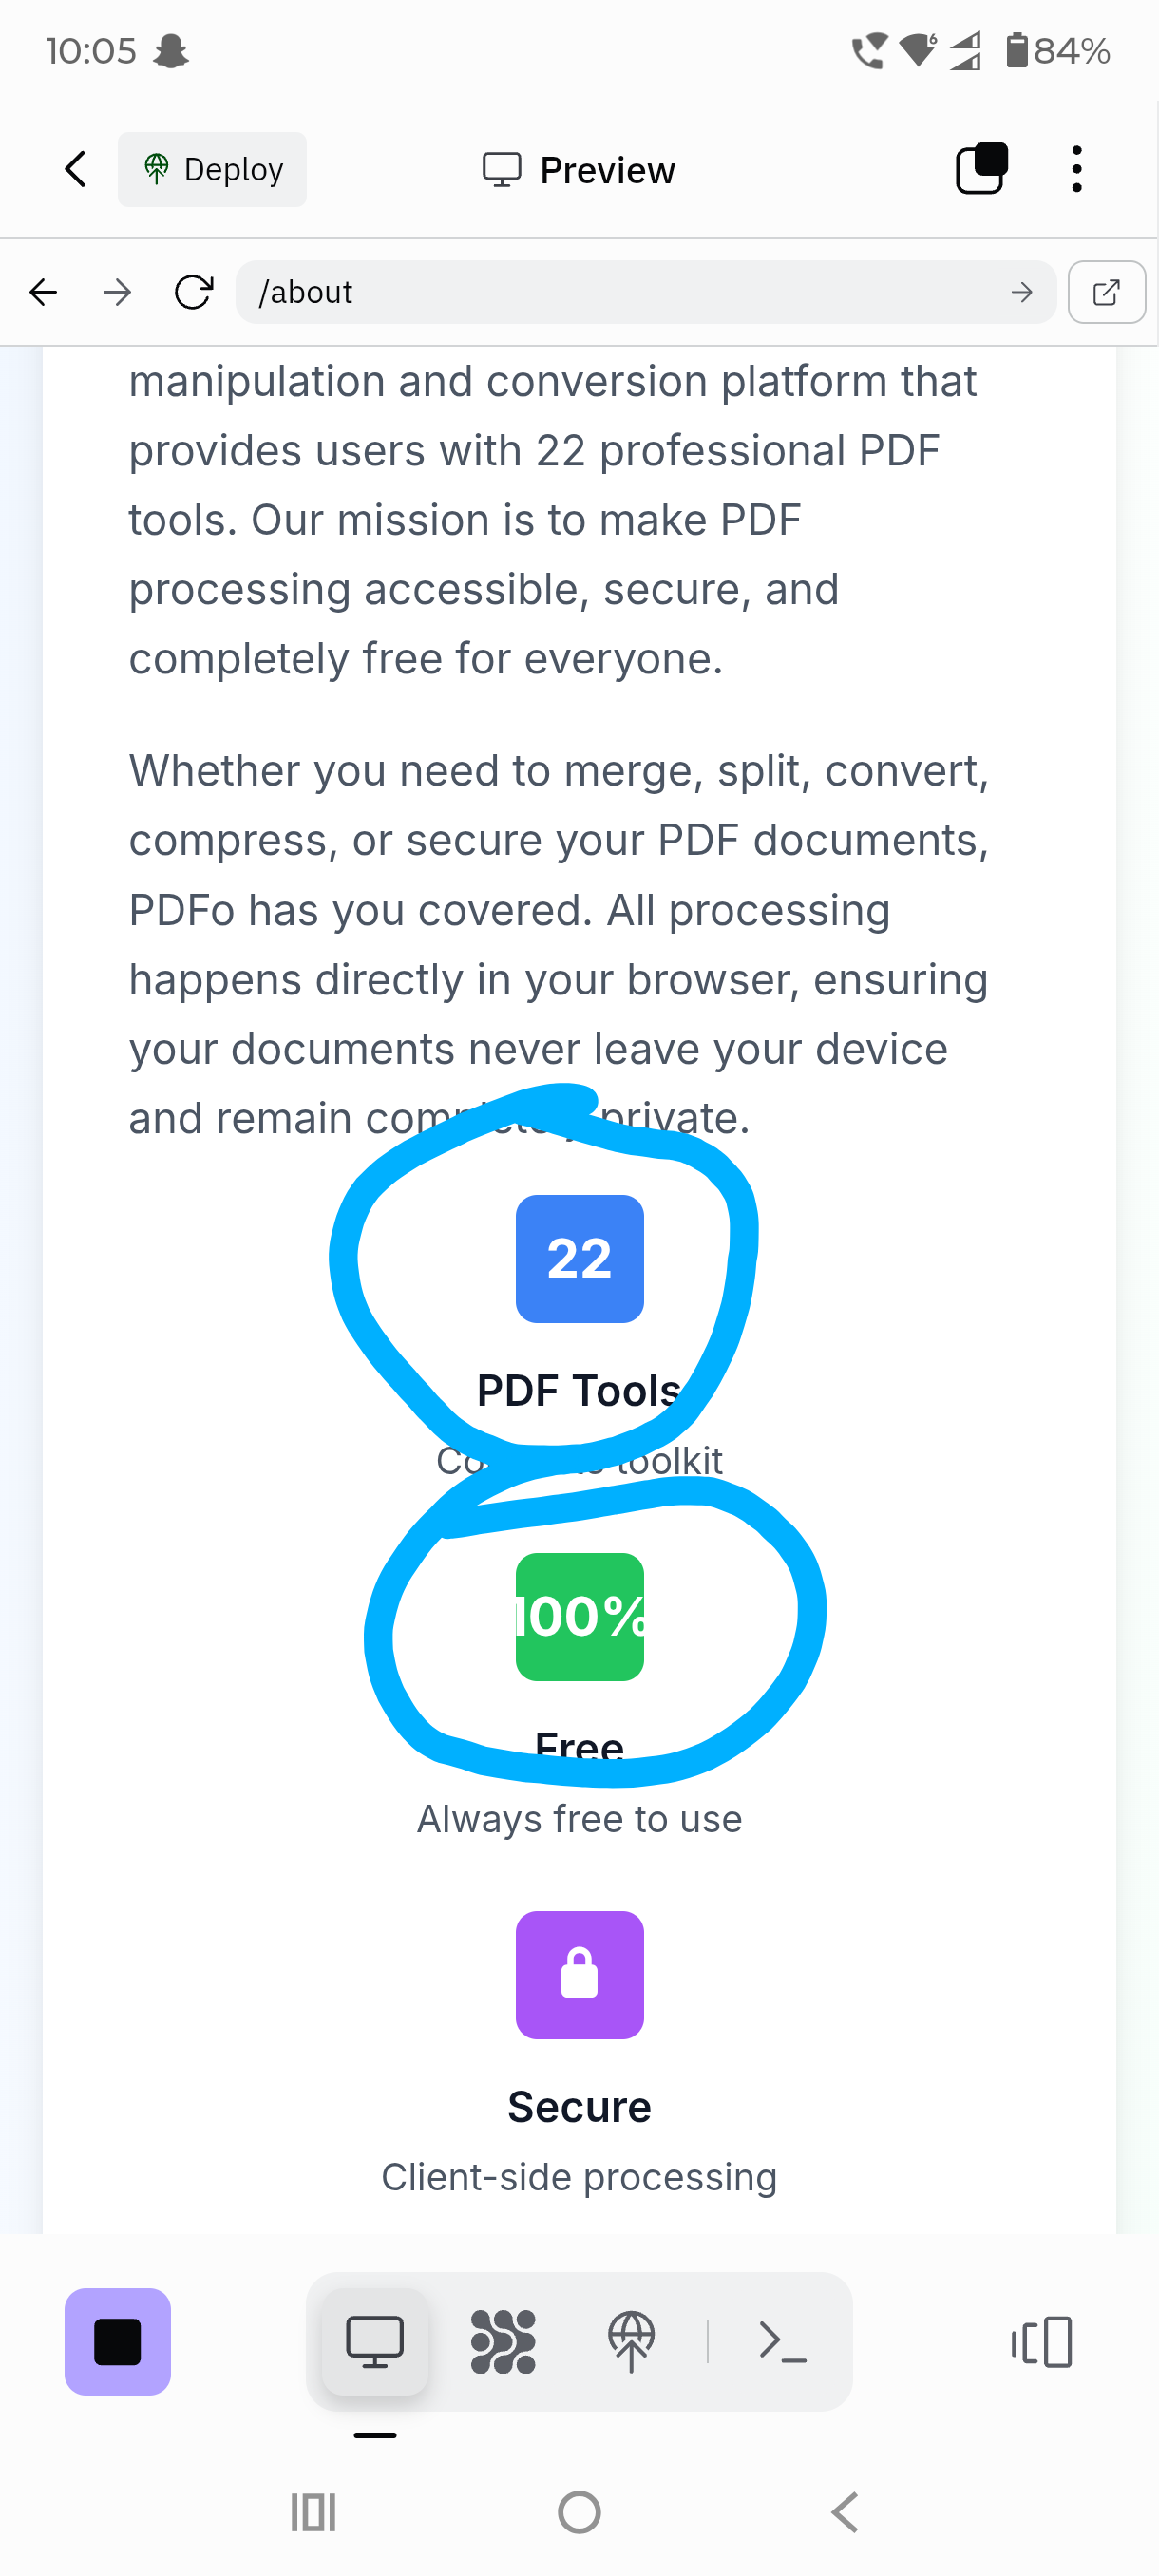 10:05
6
84%
Deploy
Preview
/about
manipulation and conversion platform that
provides users with 22 professional PDF
tools. Our mission is to make PDF
processing accessible, secure, and
completely free for everyone.
Whether you need to merge, split, convert,
compress, or secure your PDF documents,
PDFo has you covered. All processing
happens directly in your browser, ensuring
your documents never leave your device
and remain completely private.
22
PDF Tools
toolkit
100%
Free
Always free to use
Secure
Client-side processing